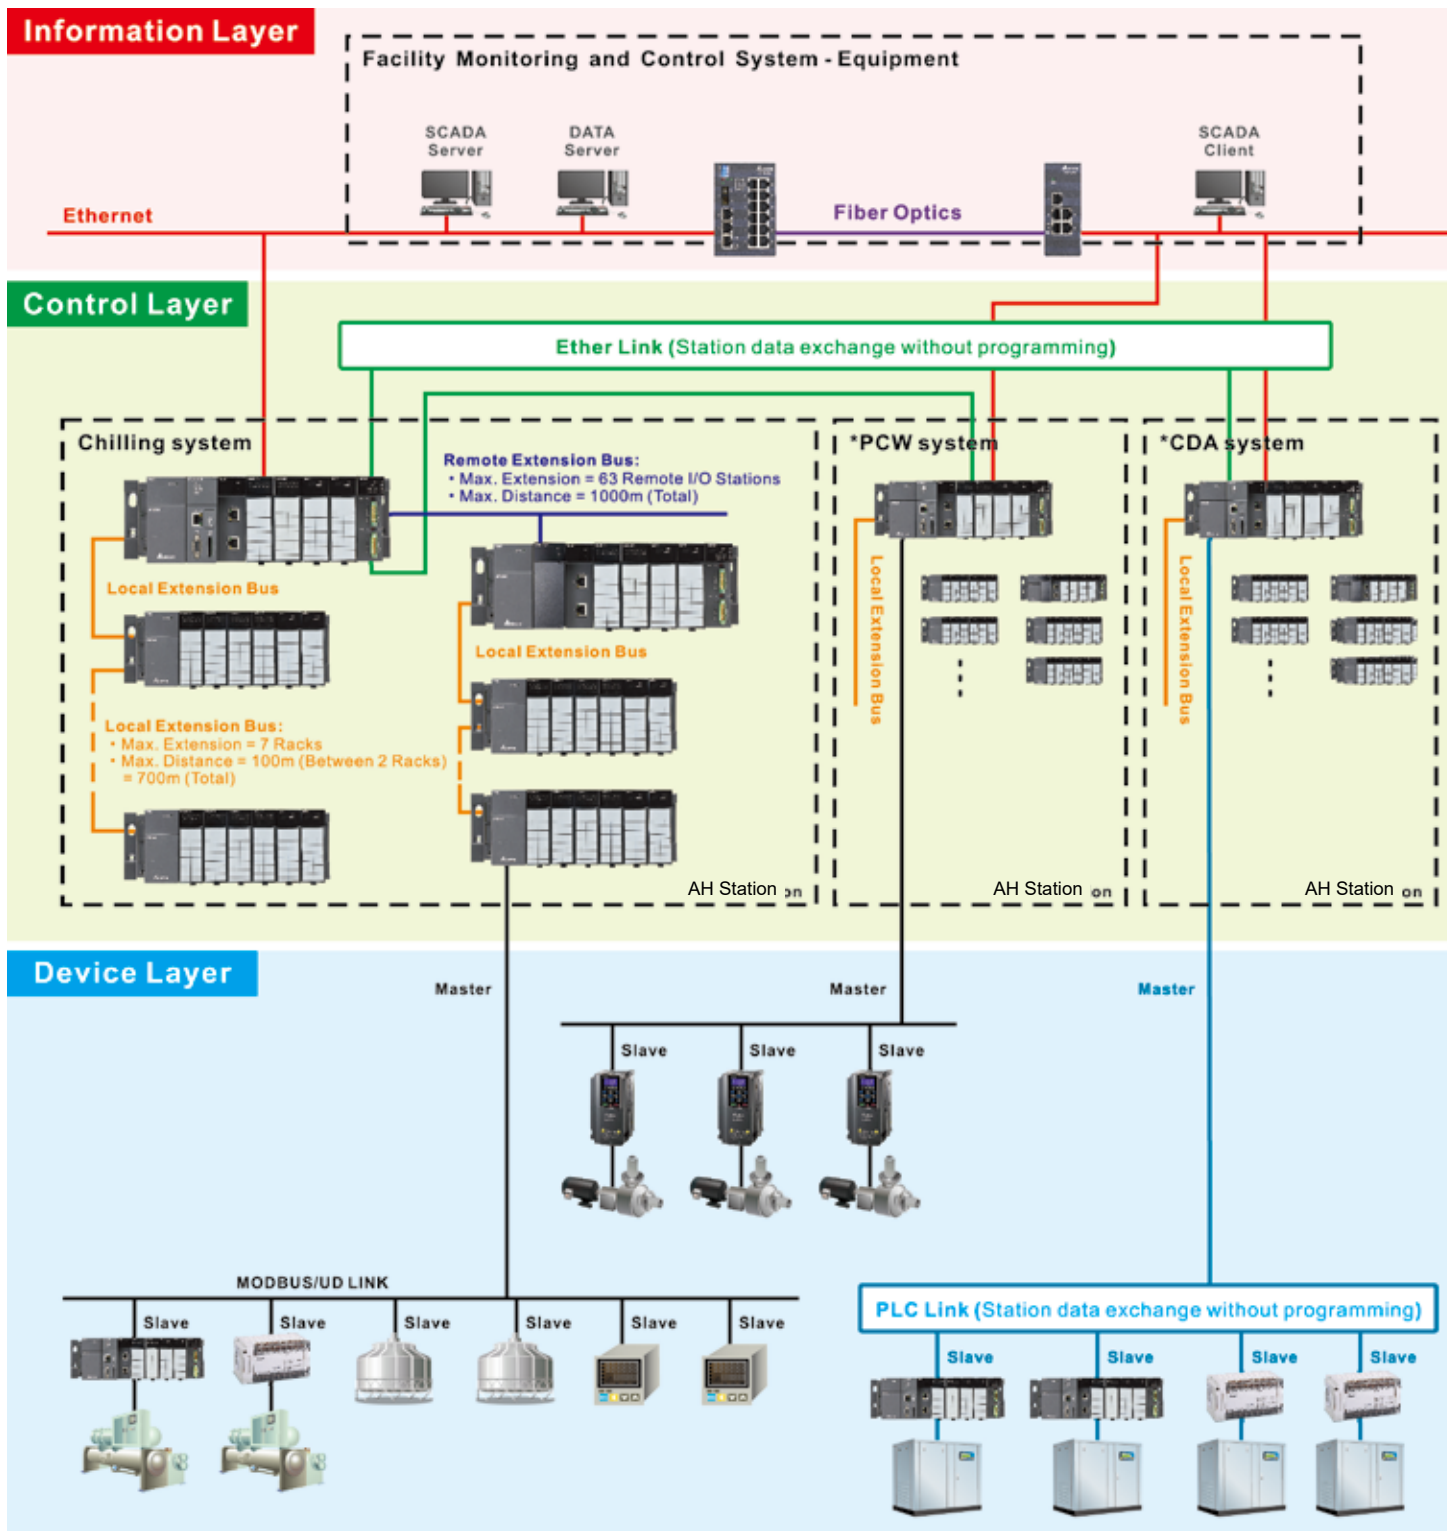 Information Layer
Facility Monitoring and Control System - Equipment
SCADA
Server
DATA
Server
SCADA
Client
Ethernet
Fiber Optics
Control Layer
Ether Link (Station data exchange without programming)
Chilling system
Remote Extension Bus:
• Max. Extension = 63 Remote I/O Stations
• Max. Distance = 1000m (Total)
*PCW system
*CDA system
Local Extension Bus
Local Extension Bus
Local Extension Bus
Local Extension Bus
Local Extension Bus:
• Max. Extension = 7 Racks
• Max. Distance = 100m (Between 2 Racks)
= 700m (Total)
AH Station on
AH Station on
AH Station on
Device Layer
Master
Master
Master
Slave
Slave
Slave
MODBUS/UD LINK
Slave
Slave
Slave
Slave
Slave
Slave
PLC Link (Station data exchange without programming)
Slave
Slave
Slave
Slave